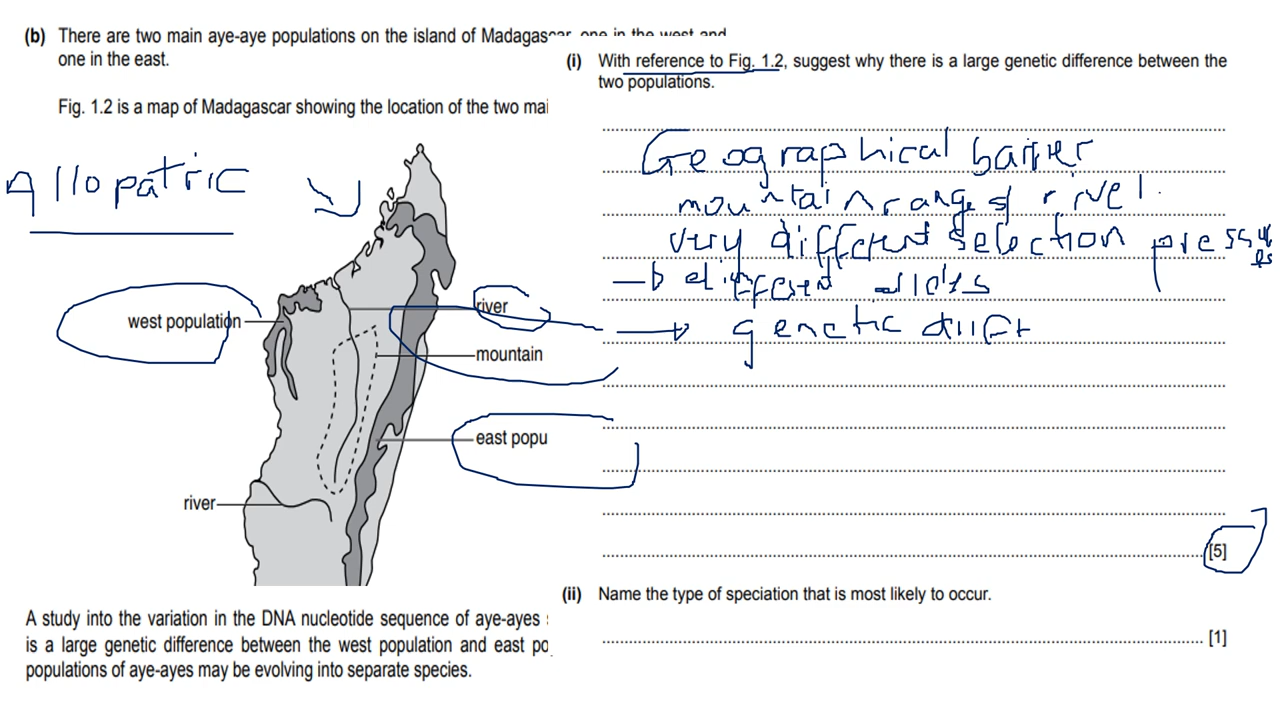 (b) There are two main aye-aye populations on the island of Madagascar, one in the west and
one in the east.
Fig. 1.2 is a map of Madagascar showing the location of the two mai
Allopatric
west population
river
mountain
east popu
river
A study into the variation in the DNA nucleotide sequence of aye-ayes
is a large genetic difference between the west population and east po
populations of aye-ayes may be evolving into separate species.
(i) With reference to Fig. 1.2, suggest why there is a large genetic difference between the
two populations.
Geographical barrier
mountain range river
very different selection pressures
different
genetic drift
[5]
(ii) Name the type of speciation that is most likely to occur.
[1]